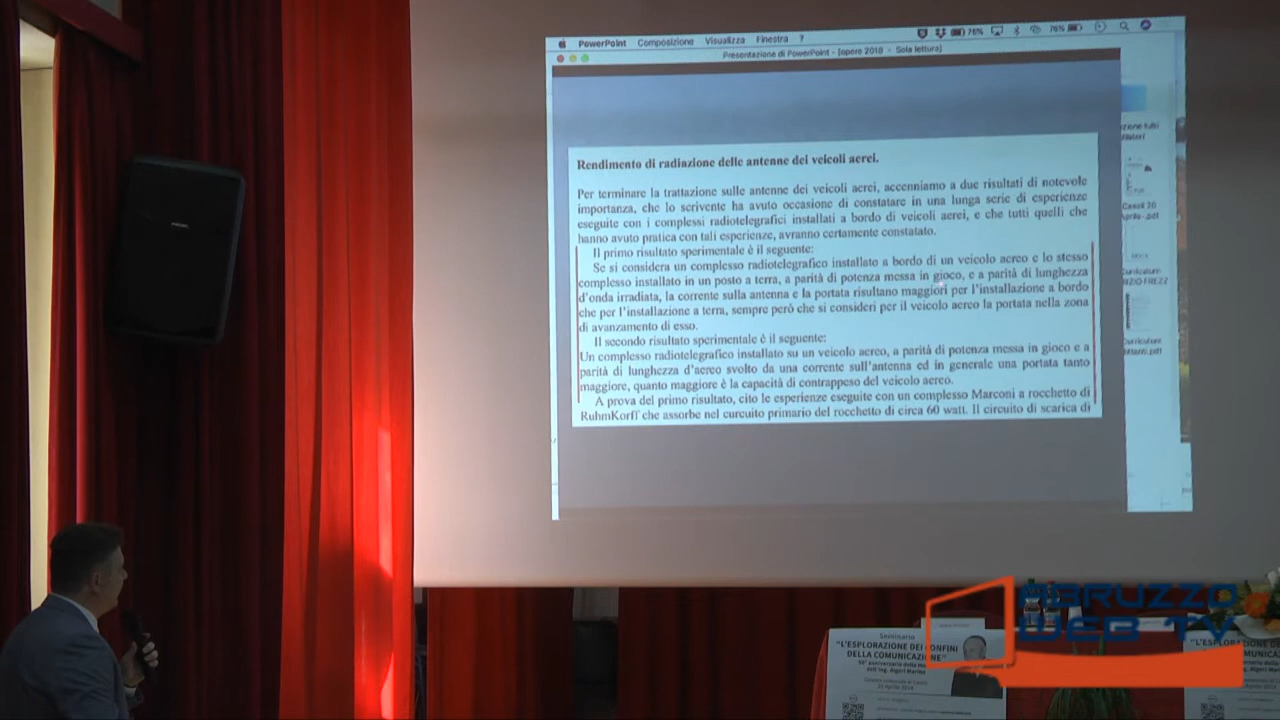 PowerPoint Composizione Visualizza Finestra ? 76% 76%
Presentazione di PowerPoint - [opere 2018 - Sola lettura]
Rendimento di radiazione delle antenne dei veicoli aerei.
Per terminare la trattazione sulle antenne dei veicoli aerei, accenniamo a due risultati di notevole
importanza, che lo scrivente ha avuto occasione di constatare in una lunga serie di esperienze
eseguite con i complessi radiotelegrafici installati a bordo di veicoli aerei, e che tutti quelli che
hanno avuto pratica con tali esperienze, avranno certamente constatato.
Il primo risultato sperimentale è il seguente:
Se si considera un complesso radiotelegrafico installato a bordo di un veicolo aereo e lo stesso
complesso installato in un posto a terra, a parità di potenza messa in gioco, e a parità di lunghezza
d'onda irradiata, la corrente sulla antenna e la portata risultano maggiori per l'installazione a bordo
che per l'installazione a terra, sempre però che si consideri per il veicolo aereo la portata nella zona
di avanzamento di esso.
Il secondo risultato sperimentale è il seguente:
Un complesso radiotelegrafico installato su un veicolo aereo, a parità di potenza messa in gioco e a
parità di lunghezza d'aereo svolto da una corrente sull'antenna ed in generale una portata tanto
maggiore, quanto maggiore è la capacità di contrappeso del veicolo aereo.
A prova del primo risultato, cito le esperienze eseguite con un complesso Marconi a rocchetto di
RuhmKorff che assorbe nel curcuito primario del rocchetto di circa 60 watt. Il circuito di scarica di
Casoli 20
ABRUZZO
WEB TV
Seminario
"L'ESPLORAZIONE DEI CONFINI
DELLA COMUNICAZIONE"
dell'Ing. Algeri Marino